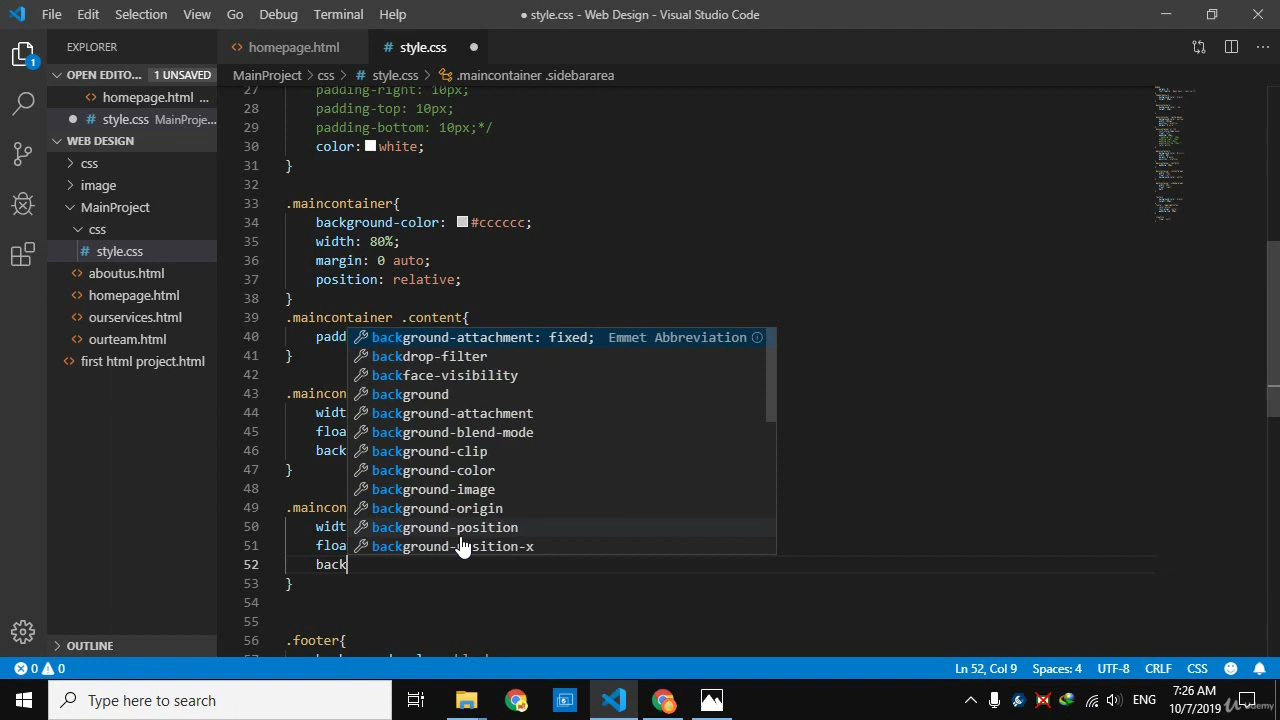 File Edit Selection View Go Debug Terminal Help
● style.css - Web Design - Visual Studio Code
EXPLORER
homepage.html
# style.css
OPEN EDITO... 1 UNSAVED
MainProject > css > # style.css > .maincontainer .sidebararea
homepage.html ...
style.css MainProje...
WEB DESIGN
css
image
MainProject
css
# style.css
aboutus.html
homepage.html
ourservices.html
ourteam.html
first html project.html
OUTLINE
27 padding-right: 10px;
28 padding-top: 10px;
29 padding-bottom: 10px;*/
30 color: white;
31 }
32
33 .maincontainer{
34 background-color: #cccccc;
35 width: 80%;
36 margin: 0 auto;
37 position: relative;
38 }
39 .maincontainer .content{
40 padd
41 }
42
43 .maincon
44 widt
45 floa
46 back
47 }
48
49 .maincon
50 widt
51 floa
52 back
53 }
54
55
56 .footer{
background-attachment: fixed; Emmet Abbreviation
backdrop-filter
backface-visibility
background
background-attachment
background-blend-mode
background-clip
background-color
background-image
background-origin
background-position
background-position-x
0 0
Ln 52, Col 9 Spaces: 4 UTF-8 CRLF CSS
Type here to search
ENG
7:26 AM
10/7/2019
Udemy